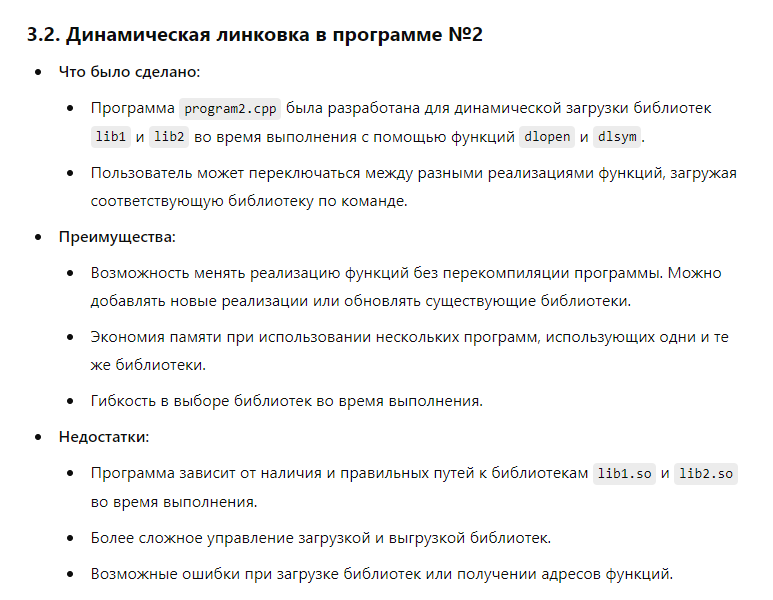 3.2. Динамическая линковка в программе №2
• Что было сделано:
• Программа program2.cpp была разработана для динамической загрузки библиотек
lib1 и lib2 во время выполнения с помощью функций dlopen и dlsym.
• Пользователь может переключаться между разными реализациями функций, загружая
соответствующую библиотеку по команде.
• Преимущества:
• Возможность менять реализацию функций без перекомпиляции программы. Можно
добавлять новые реализации или обновлять существующие библиотеки.
• Экономия памяти при использовании нескольких программ, использующих одни и те
же библиотеки.
• Гибкость в выборе библиотек во время выполнения.
• Недостатки:
• Программа зависит от наличия и правильных путей к библиотекам lib1.so и lib2.so
во время выполнения.
• Более сложное управление загрузкой и выгрузкой библиотек.
• Возможные ошибки при загрузке библиотек или получении адресов функций.